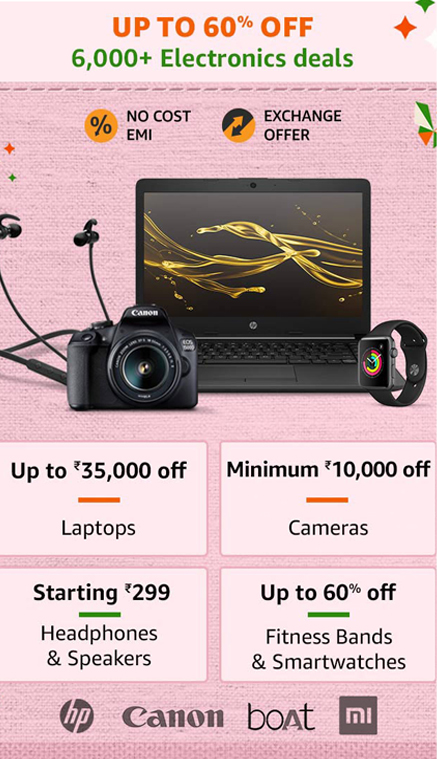 UP TO 60% OFF
6,000+ Electronics deals
% NO COST
EMI
EXCHANGE
OFFER
hp
Canon
EOS
Up to ₹35,000 off
Minimum ₹10,000 off
Laptops
Cameras
Starting ₹299
Up to 60% off
Headphones
& Speakers
Fitness Bands
& Smartwatches
hp Canon boAt mi